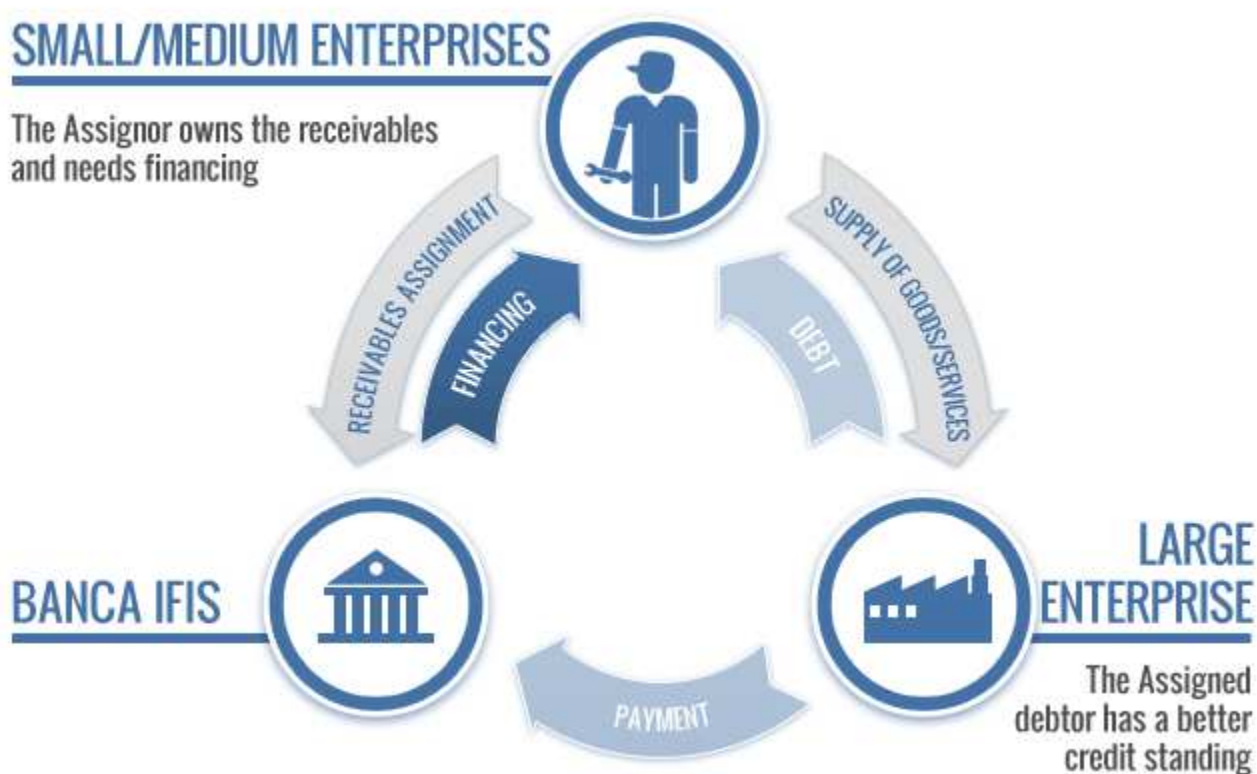 SMALL/MEDIUM ENTERPRISES
The Assignor owns the receivables
and needs financing
RECEIVABLES ASSIGNMENT
FINANCING
DEBT
SUPPLY OF GOODS/SERVICES
BANCA IFIS
LARGE
ENTERPRISE
The Assigned
debtor has a better
credit standing
PAYMENT